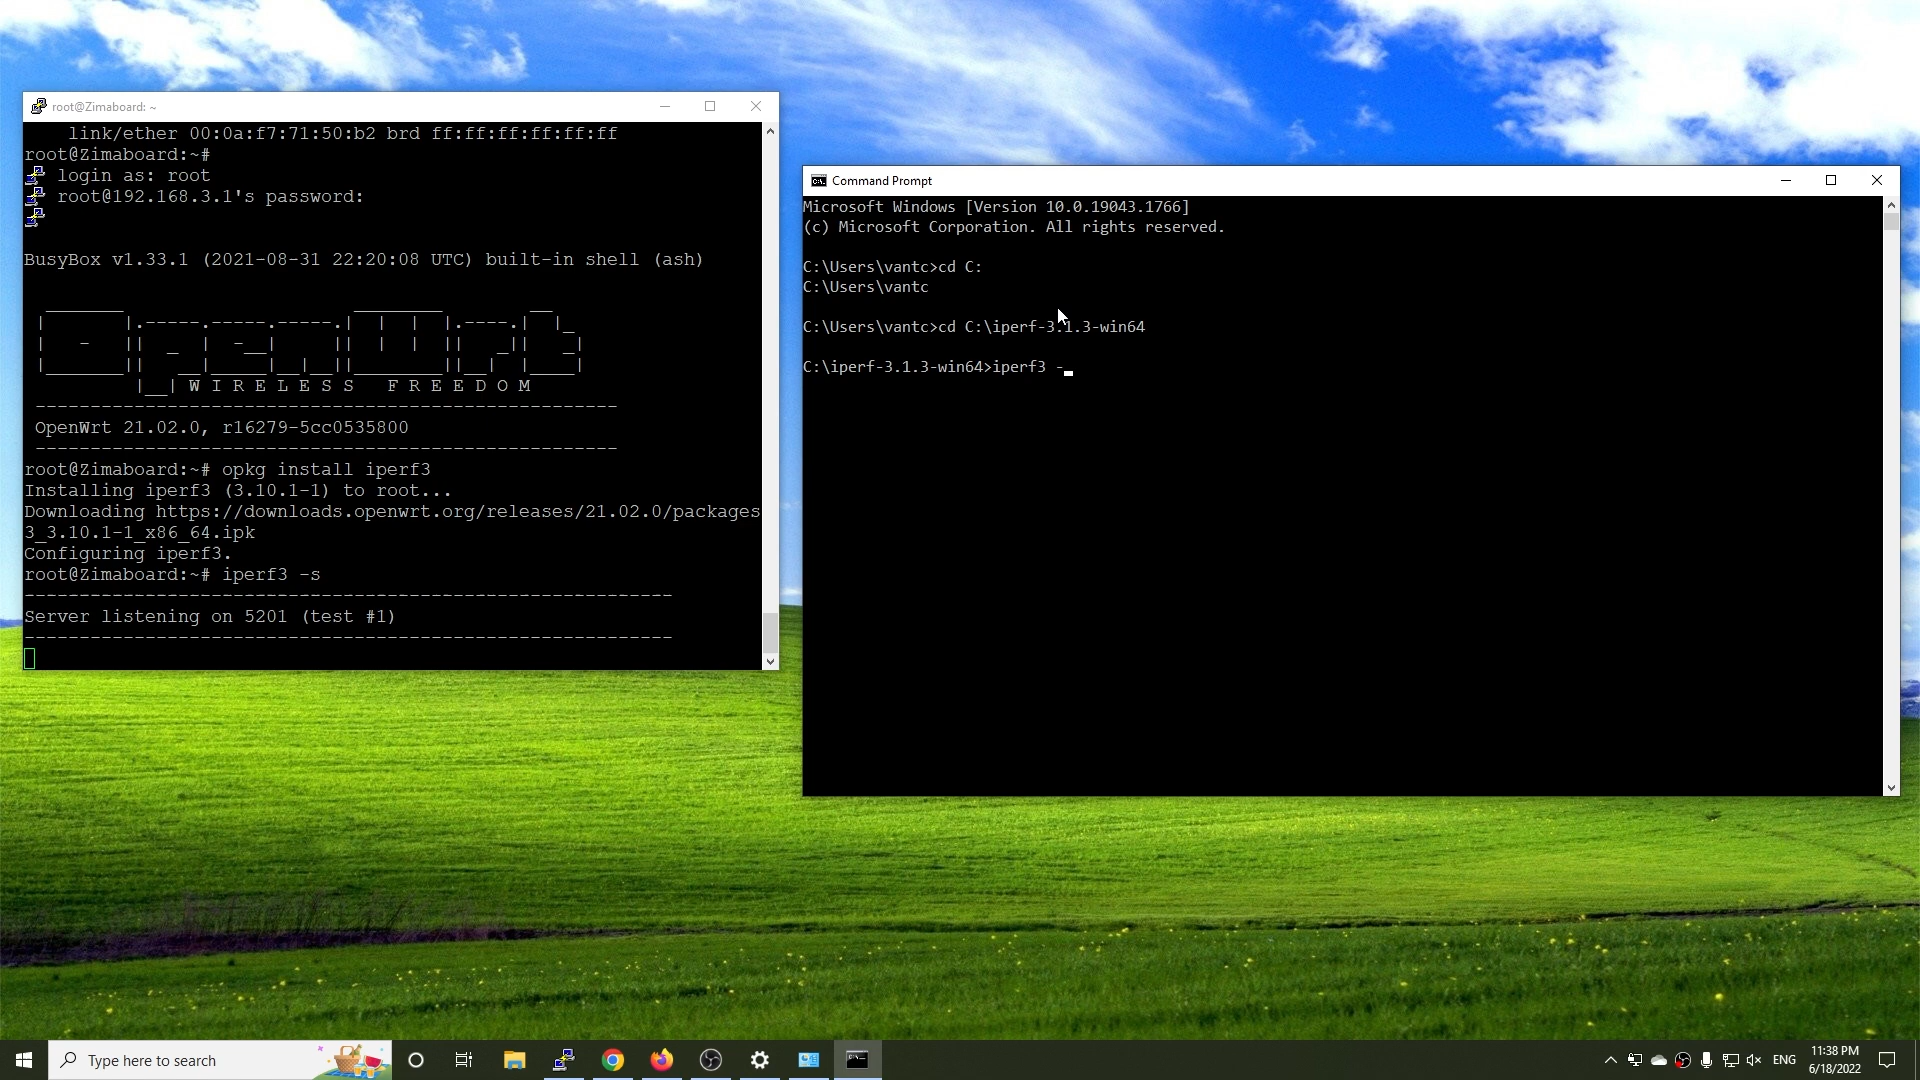 root@Zimaboard: ~
link/ether 00:0a:f7:71:50:b2 brd ff:ff:ff:ff:ff:ff
root@Zimaboard:~#
login as: root
root@192.168.3.1's password:
BusyBox v1.33.1 (2021-08-31 22:20:08 UTC) built-in shell (ash)
OpenWrt
W I R E L E S S   F R E E D O M
-----------------------------------------------------
OpenWrt 21.02.0, r16279-5cc0535800
-----------------------------------------------------
root@Zimaboard:~# opkg install iperf3
Installing iperf3 (3.10.1-1) to root...
Downloading https://downloads.openwrt.org/releases/21.02.0/packages
3_3.10.1-1_x86_64.ipk
Configuring iperf3.
root@Zimaboard:~# iperf3 -s
-----------------------------------------------------------
Server listening on 5201 (test #1)
-----------------------------------------------------------
Command Prompt
Microsoft Windows [Version 10.0.19043.1766]
(c) Microsoft Corporation. All rights reserved.
C:\Users\vantc>cd C:
C:\Users\vantc
C:\Users\vantc>cd C:\iperf-3.1.3-win64
C:\iperf-3.1.3-win64>iperf3 -
Type here to search
ENG
11:38 PM
6/18/2022